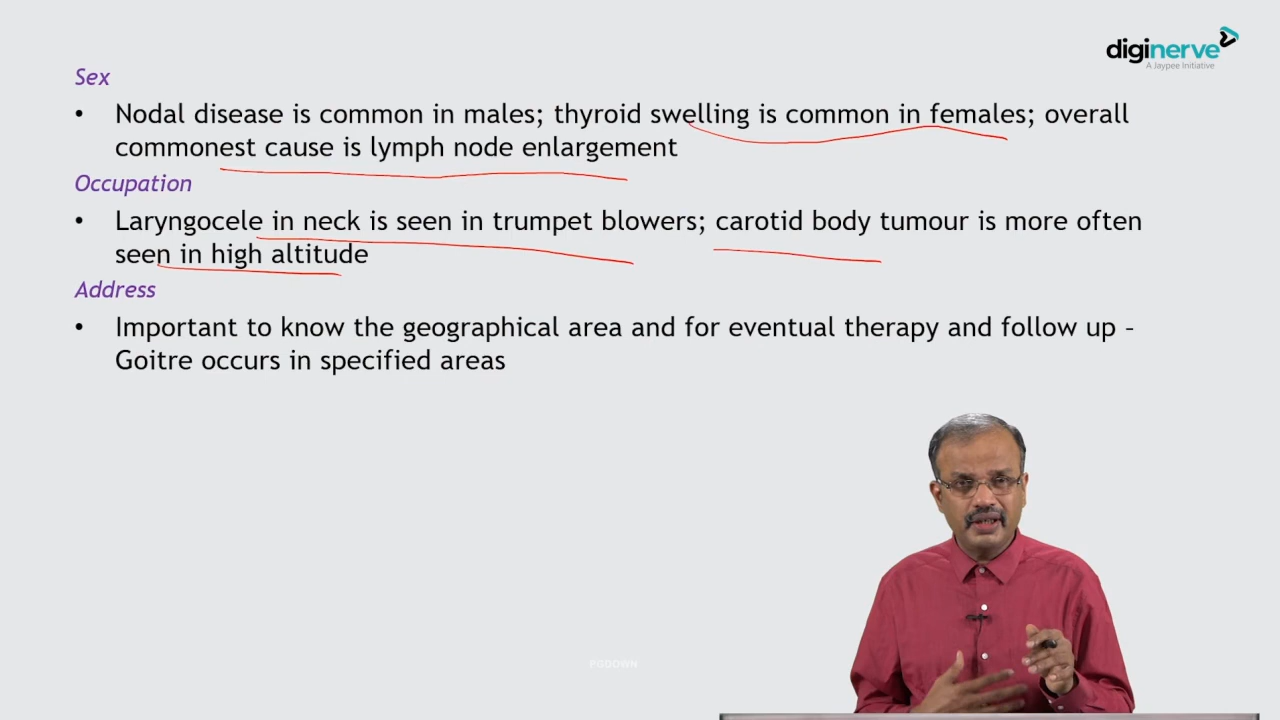 diginerve
A Jaypee Initiative
Sex
• Nodal disease is common in males; thyroid swelling is common in females; overall
commonest cause is lymph node enlargement
Occupation
• Laryngocele in neck is seen in trumpet blowers; carotid body tumour is more often
seen in high altitude
Address
• Important to know the geographical area and for eventual therapy and follow up –
Goitre occurs in specified areas
PGDOWN